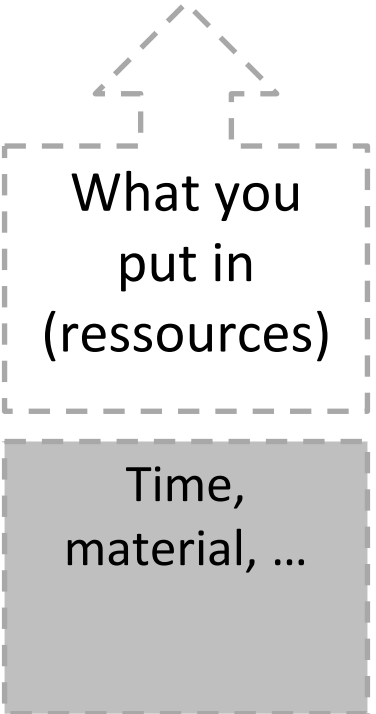 What you
put in
(ressources)
Time,
material, …